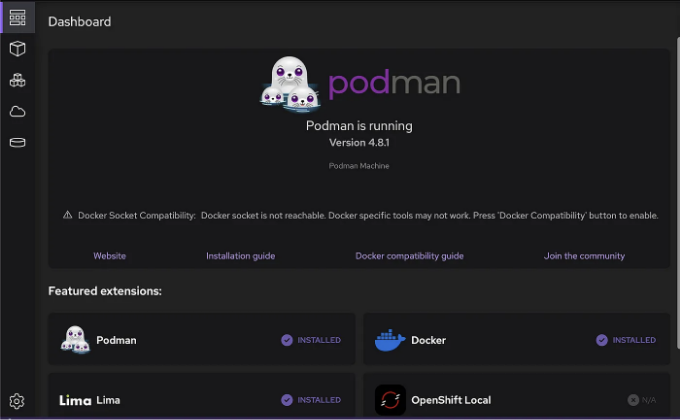 Dashboard
podman
Podman is running
Version 4.8.1
Podman Machine
Docker Socket Compatibility: Docker socket is not reachable. Docker specific tools may not work. Press 'Docker Compatibility' button to enable.
Website Installation guide Docker compatibility guide Join the community
Featured extensions:
Podman INSTALLED Docker INSTALLED
Lima Lima INSTALLED OpenShift Local N/A